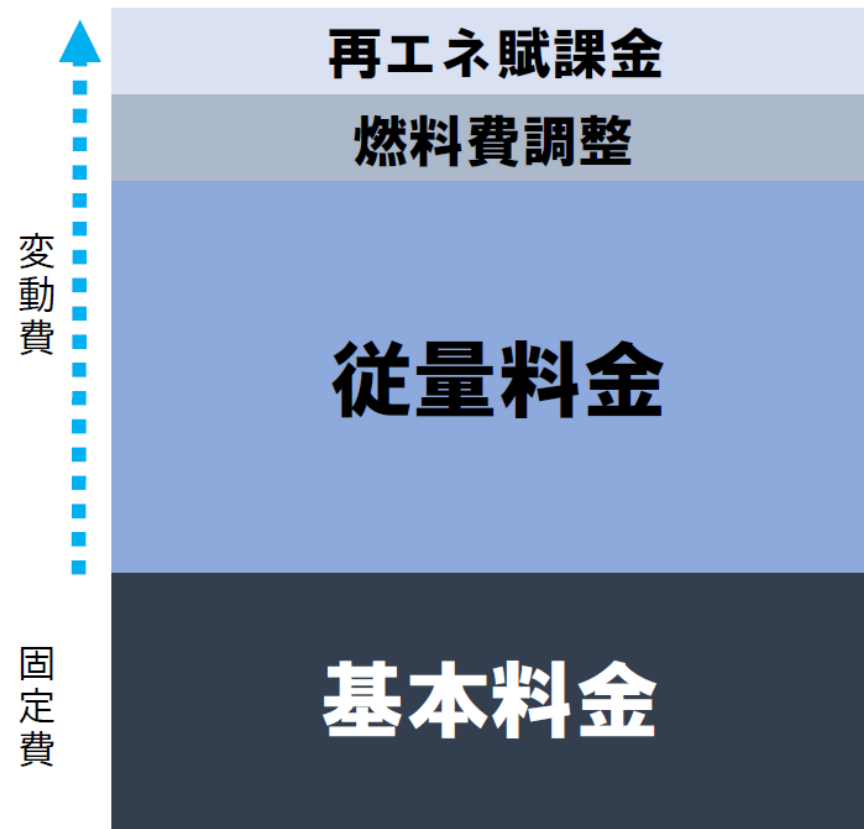 再エネ賦課金
燃料費調整
変動費
従量料金
固定費
基本料金